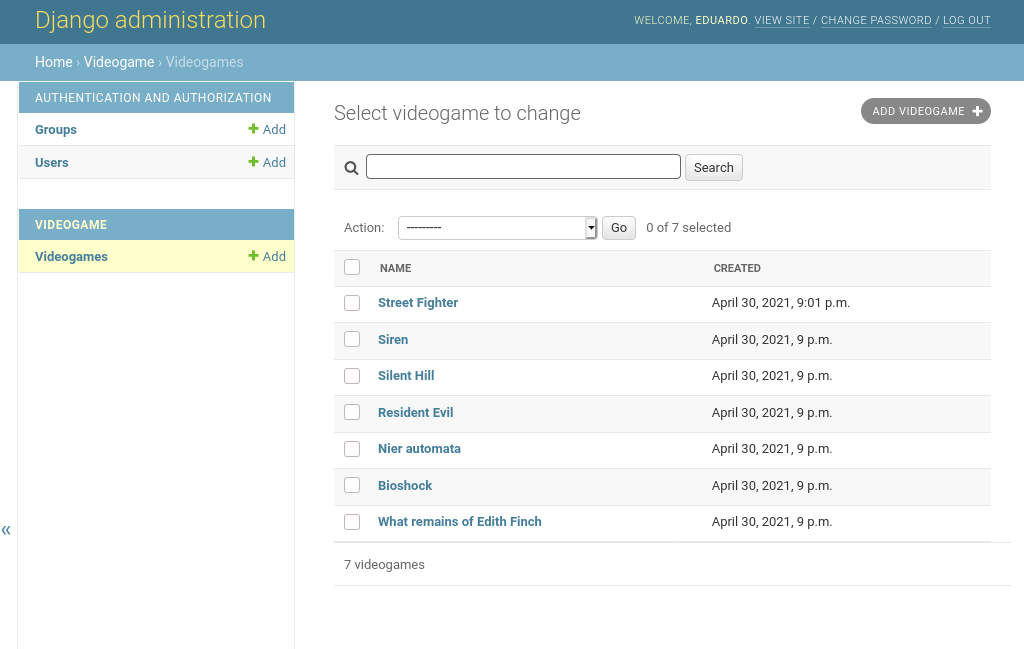 Django administration
WELCOME, EDUARDO. VIEW SITE / CHANGE PASSWORD / LOG OUT
Home › Videogame › Videogames
AUTHENTICATION AND AUTHORIZATION
Groups + Add
Users + Add
VIDEOGAME
Videogames + Add
«
Select videogame to change
ADD VIDEOGAME +
Search
Action: --------- Go 0 of 7 selected
NAME CREATED
Street Fighter April 30, 2021, 9:01 p.m.
Siren April 30, 2021, 9 p.m.
Silent Hill April 30, 2021, 9 p.m.
Resident Evil April 30, 2021, 9 p.m.
Nier automata April 30, 2021, 9 p.m.
Bioshock April 30, 2021, 9 p.m.
What remains of Edith Finch April 30, 2021, 9 p.m.
7 videogames